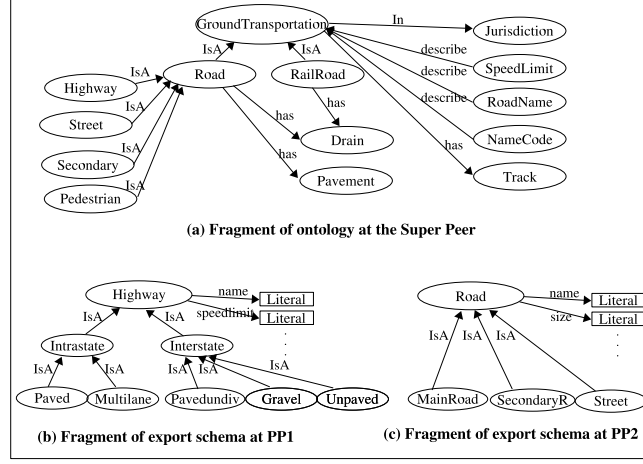 GroundTransportation
In
Jurisdiction
IsA
IsA
describe
Road
RailRoad
SpeedLimit
Highway
IsA
describe
RoadName
Street
IsA
has
has
describe
NameCode
Secondary
IsA
Drain
has
has
Pedestrian
IsA
Pavement
Track
(a) Fragment of ontology at the Super Peer
Highway
name
Literal
speedlimit
Literal
IsA
IsA
.
.
.
Intrastate
Interstate
IsA
IsA
IsA
IsA
IsA
Paved
Multilane
Pavedundiv
Gravel
Unpaved
(b) Fragment of export schema at PP1
Road
name
Literal
size
Literal
IsA
IsA
IsA
.
.
.
MainRoad
SecondaryR
Street
(c) Fragment of export schema at PP2